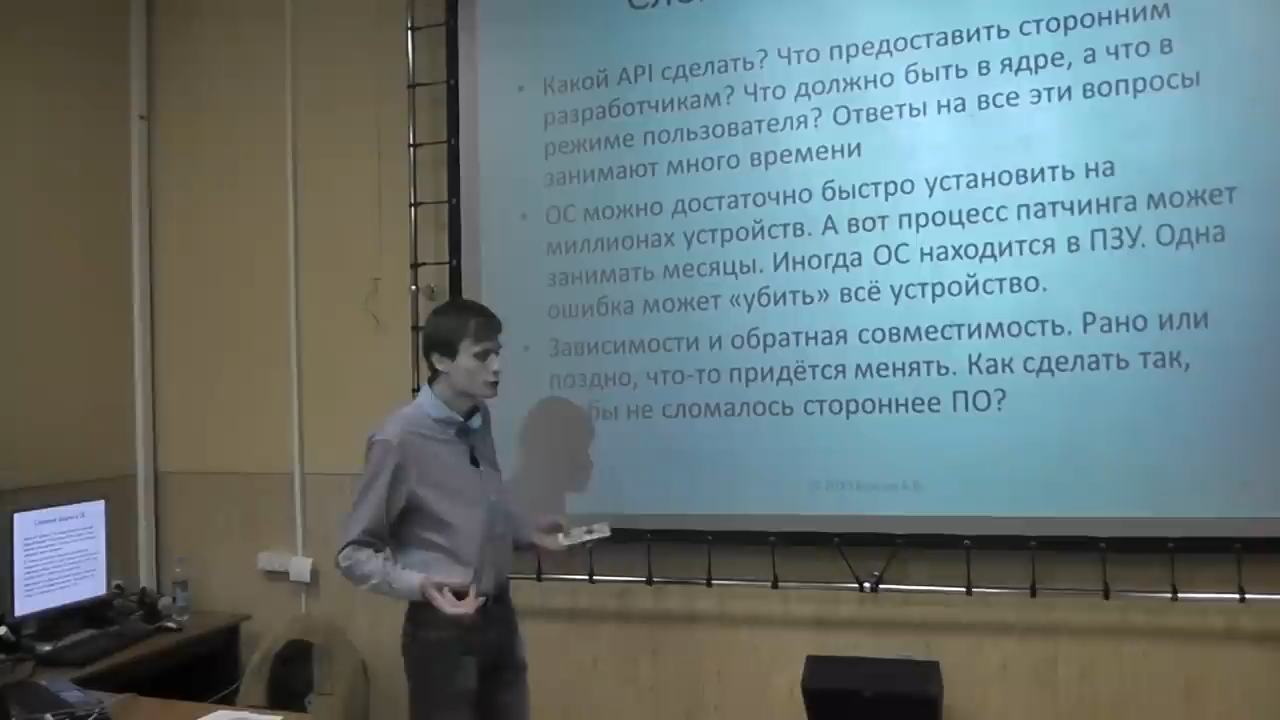 Какой API сделать? Что предоставить сторонним
разработчикам? Что должно быть в ядре, а что в
режиме пользователя? Ответы на все эти вопросы
занимают много времени
ОС можно достаточно быстро установить на
миллионах устройств. А вот процесс патчинга может
занимать месяцы. Иногда ОС находится в ПЗУ. Одна
ошибка может «убить» всё устройство.
Зависимости и обратная совместимость. Рано или
поздно, что-то придётся менять. Как сделать так,
бы не сломалось стороннее ПО?